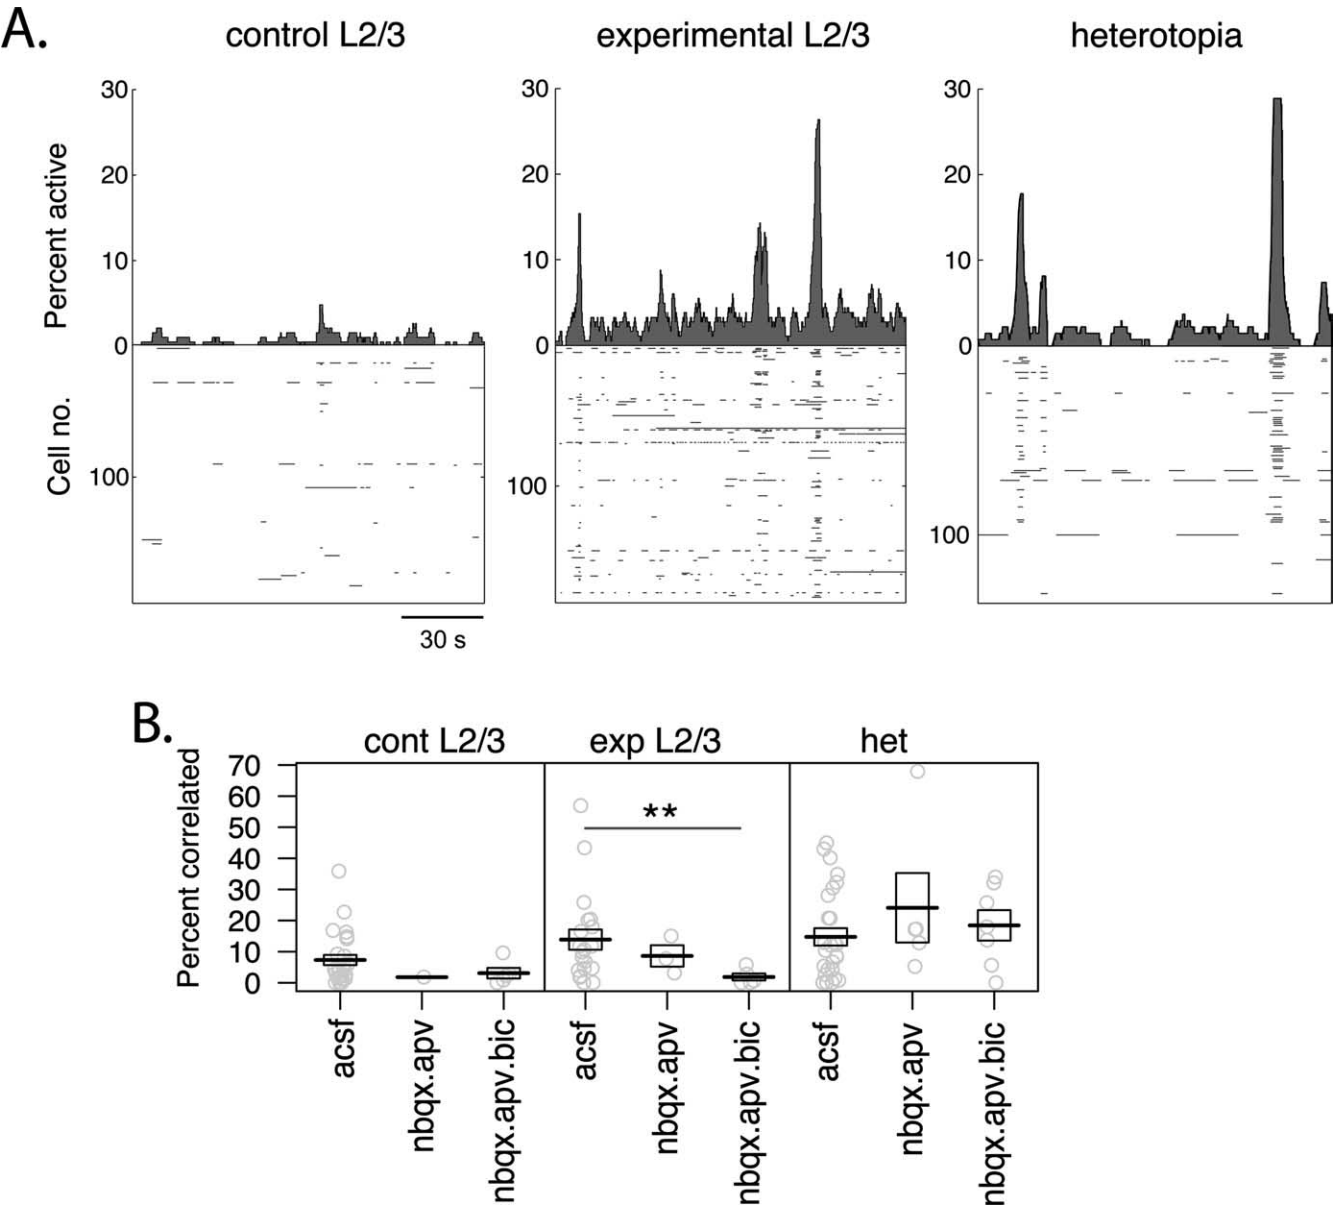 A.
control L2/3 experimental L2/3 heterotopia
Percent active
30
20
10
0
30
20
10
0
30
20
10
0
Cell no.
100
100
100
30 s
B.
cont L2/3 exp L2/3 het
Percent correlated
70
60
50
40
30
20
10
0
**
acsf
nbqx.apv
nbqx.apv.bic
acsf
nbqx.apv
nbqx.apv.bic
acsf
nbqx.apv
nbqx.apv.bic